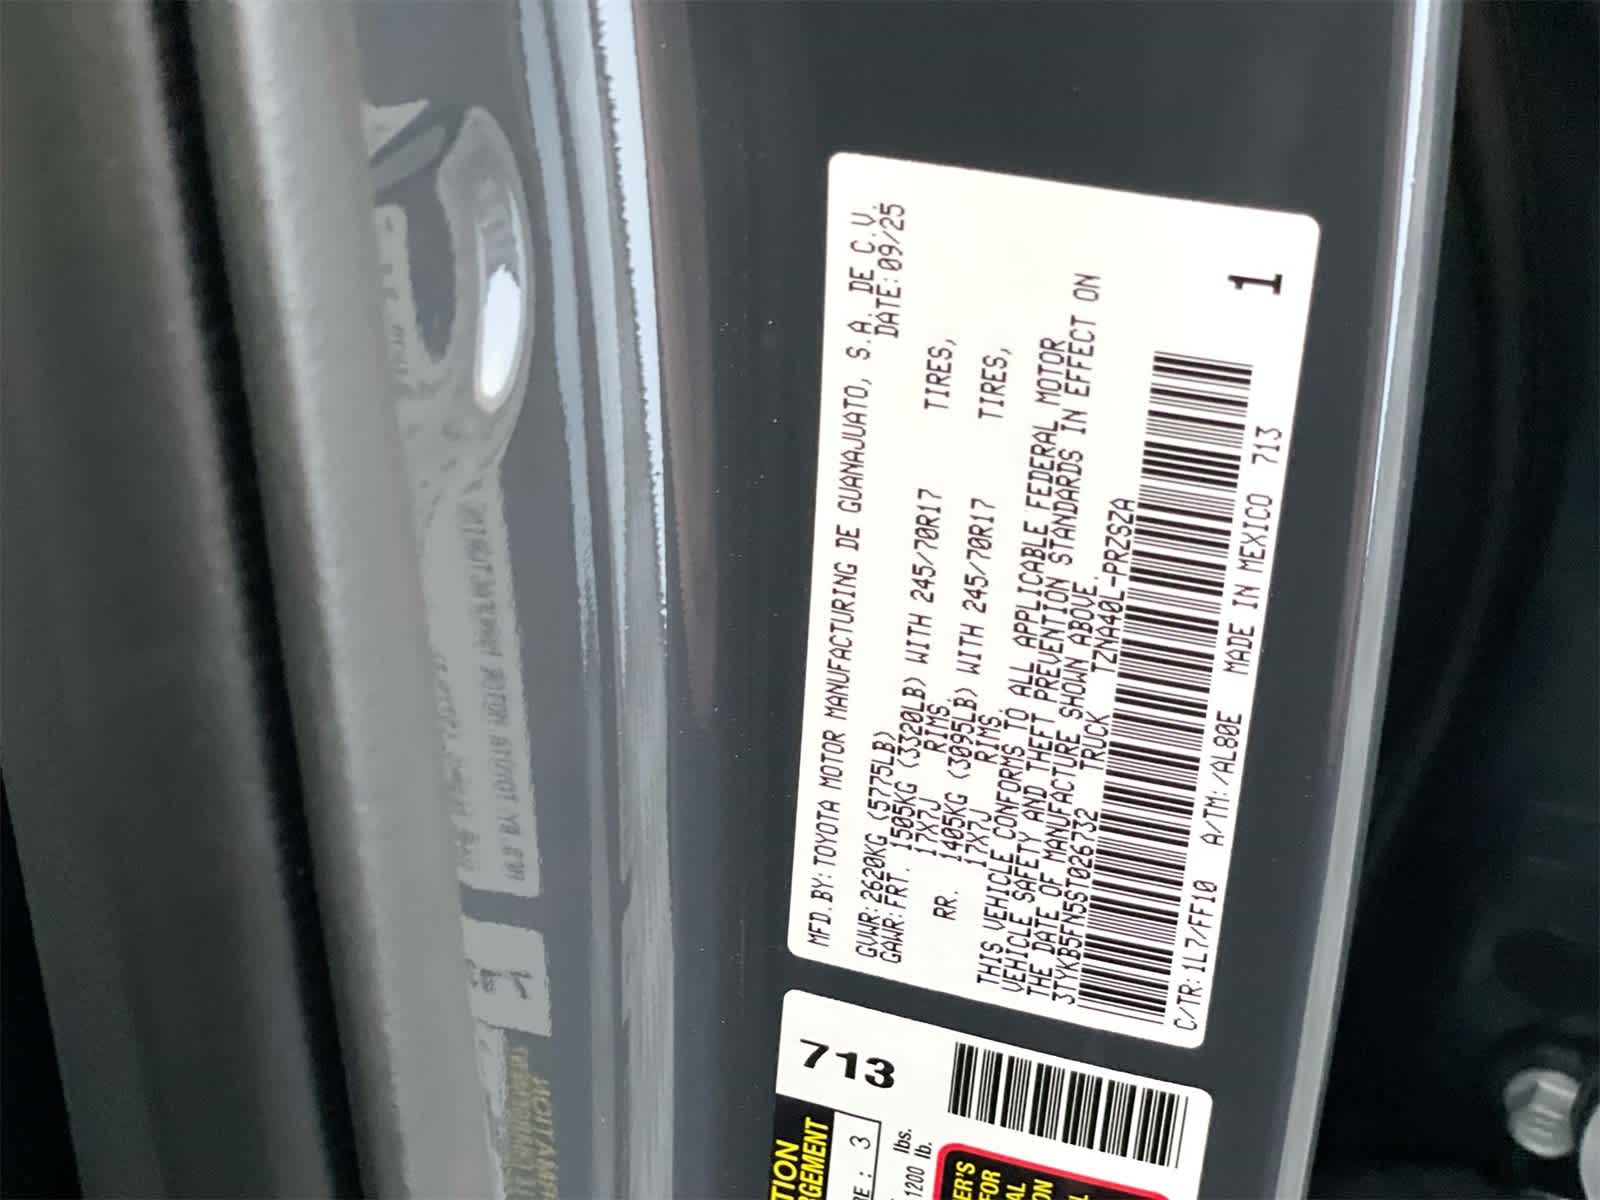 MFD.BY:TOYOTA MOTOR MANUFACTURING DE GUANAJUATO, S.A. DE C.V.
DATE:09/25
GVWR:2620KG (5775LB)
GAWR:FRT. 1505KG (3320LB) WITH 245/70R17 TIRES,
17X7J RIMS.
RR. 1405KG (3095LB) WITH 245/70R17 TIRES,
17X7J RIMS.
THIS VEHICLE CONFORMS TO ALL APPLICABLE FEDERAL MOTOR
VEHICLE SAFETY AND THEFT PREVENTION STANDARDS IN EFFECT ON
THE DATE OF MANUFACTURE SHOWN ABOVE.
3TYKB5FN5ST026732 TRUCK TZNA40L-PRZSZA
C/TR:1L7/FF10 A/TM:/AL80E MADE IN MEXICO 713
1
713
3
lbs.
1200 lb.